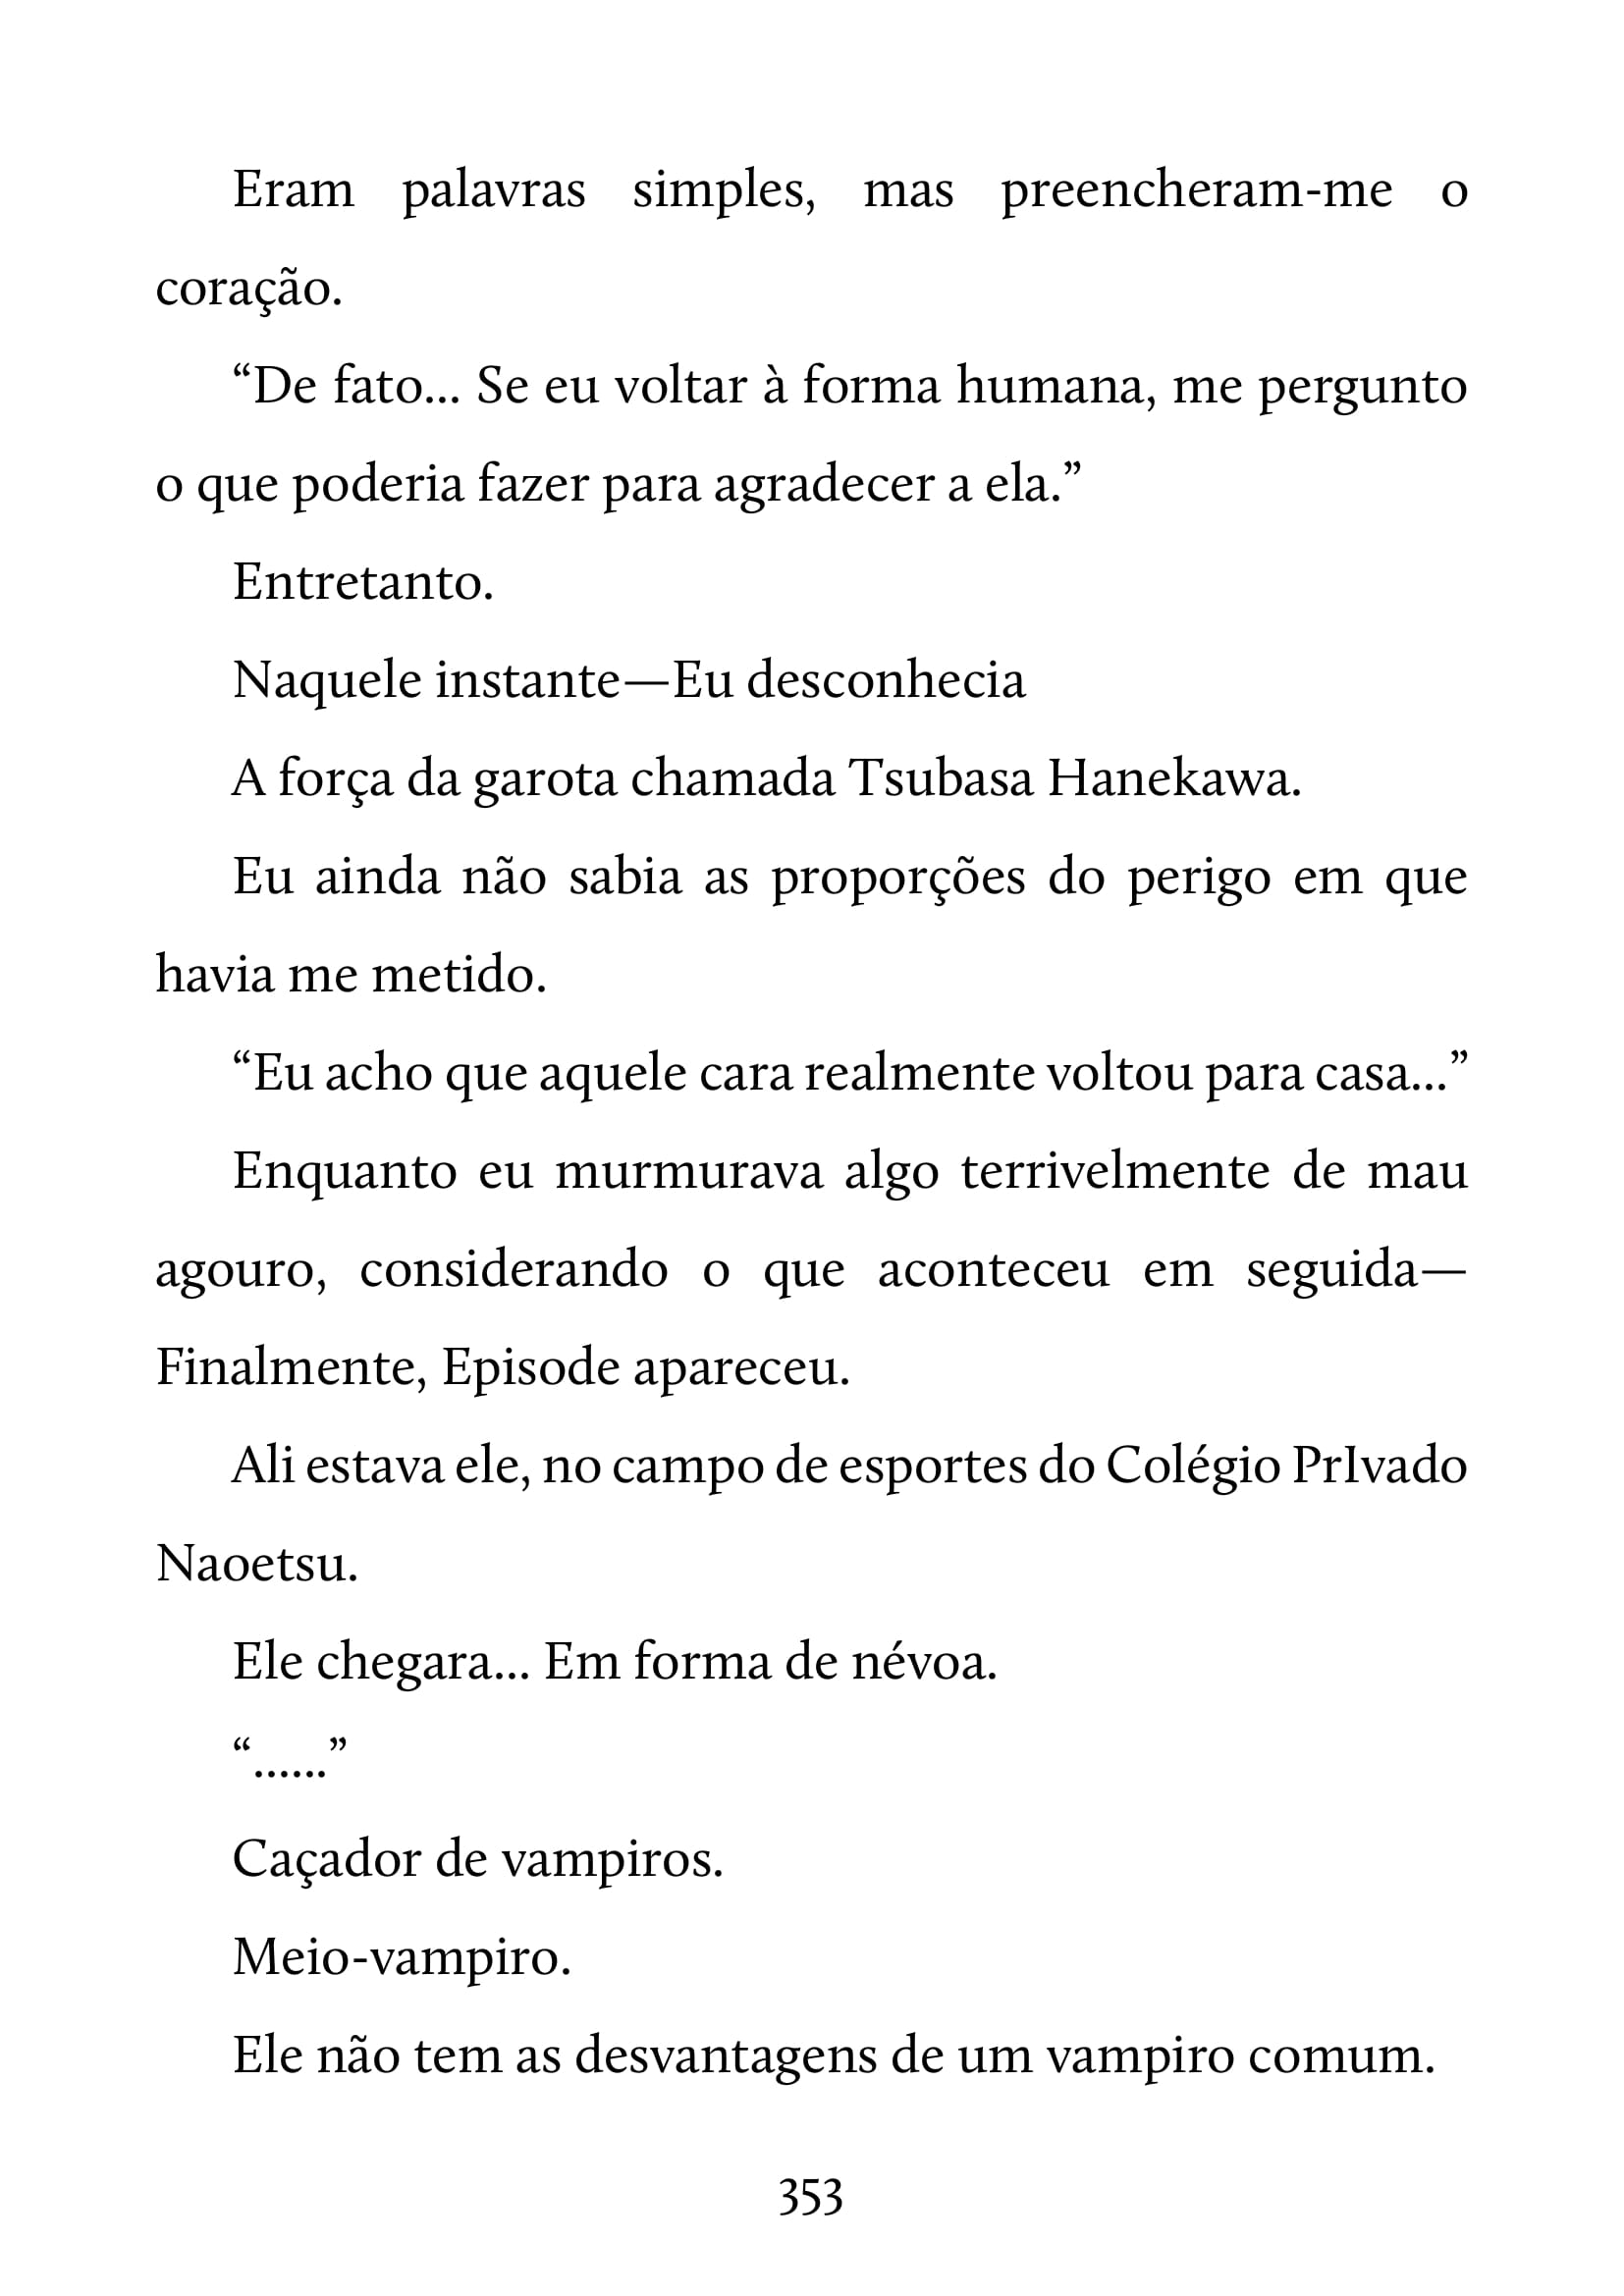 Eram palavras simples, mas preencheram-me o
coração.
“De fato... Se eu voltar à forma humana, me pergunto
o que poderia fazer para agradecer a ela.”
Entretanto.
Naquele instante—Eu desconhecia
A força da garota chamada Tsubasa Hanekawa.
Eu ainda não sabia as proporções do perigo em que
havia me metido.
“Eu acho que aquele cara realmente voltou para casa...”
Enquanto eu murmurava algo terrivelmente de mau
agouro, considerando o que aconteceu em seguida—
Finalmente, Episode apareceu.
Ali estava ele, no campo de esportes do Colégio PrIvado
Naoetsu.
Ele chegara... Em forma de névoa.
“......”
Caçador de vampiros.
Meio-vampiro.
Ele não tem as desvantagens de um vampiro comum.
353